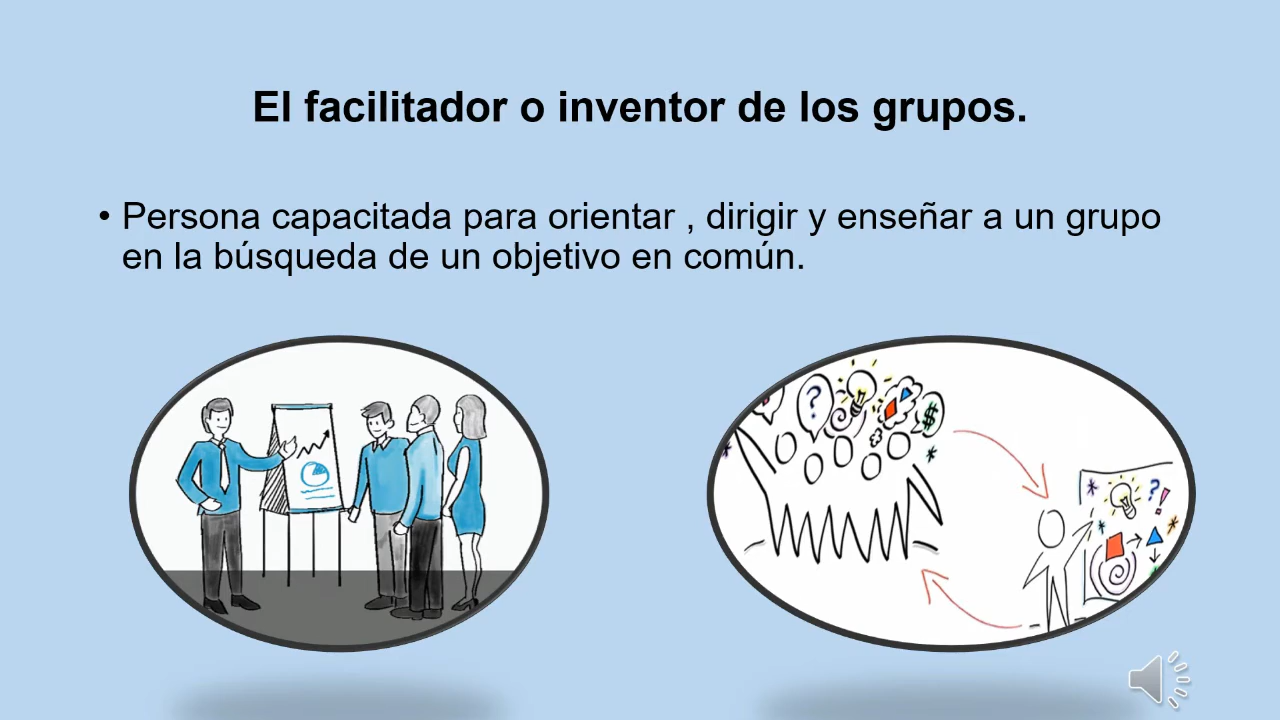 El facilitador o inventor de los grupos.
• Persona capacitada para orientar , dirigir y enseñar a un grupo
en la búsqueda de un objetivo en común.
? $
? !